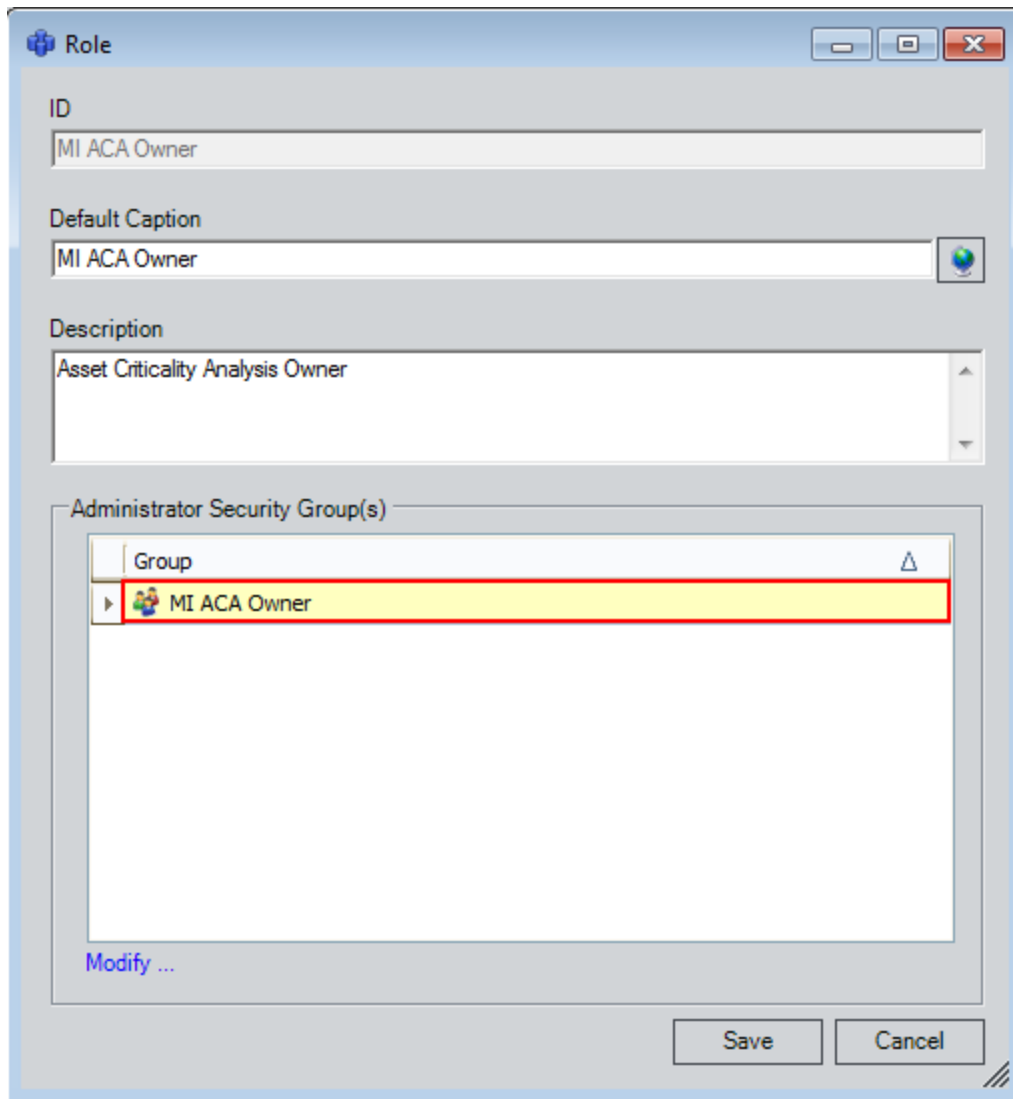 Role
ID
MI ACA Owner
Default Caption
MI ACA Owner
Description
Asset Criticality Analysis Owner
Administrator Security Group(s)
Group
MI ACA Owner
Modify ...
Save Cancel